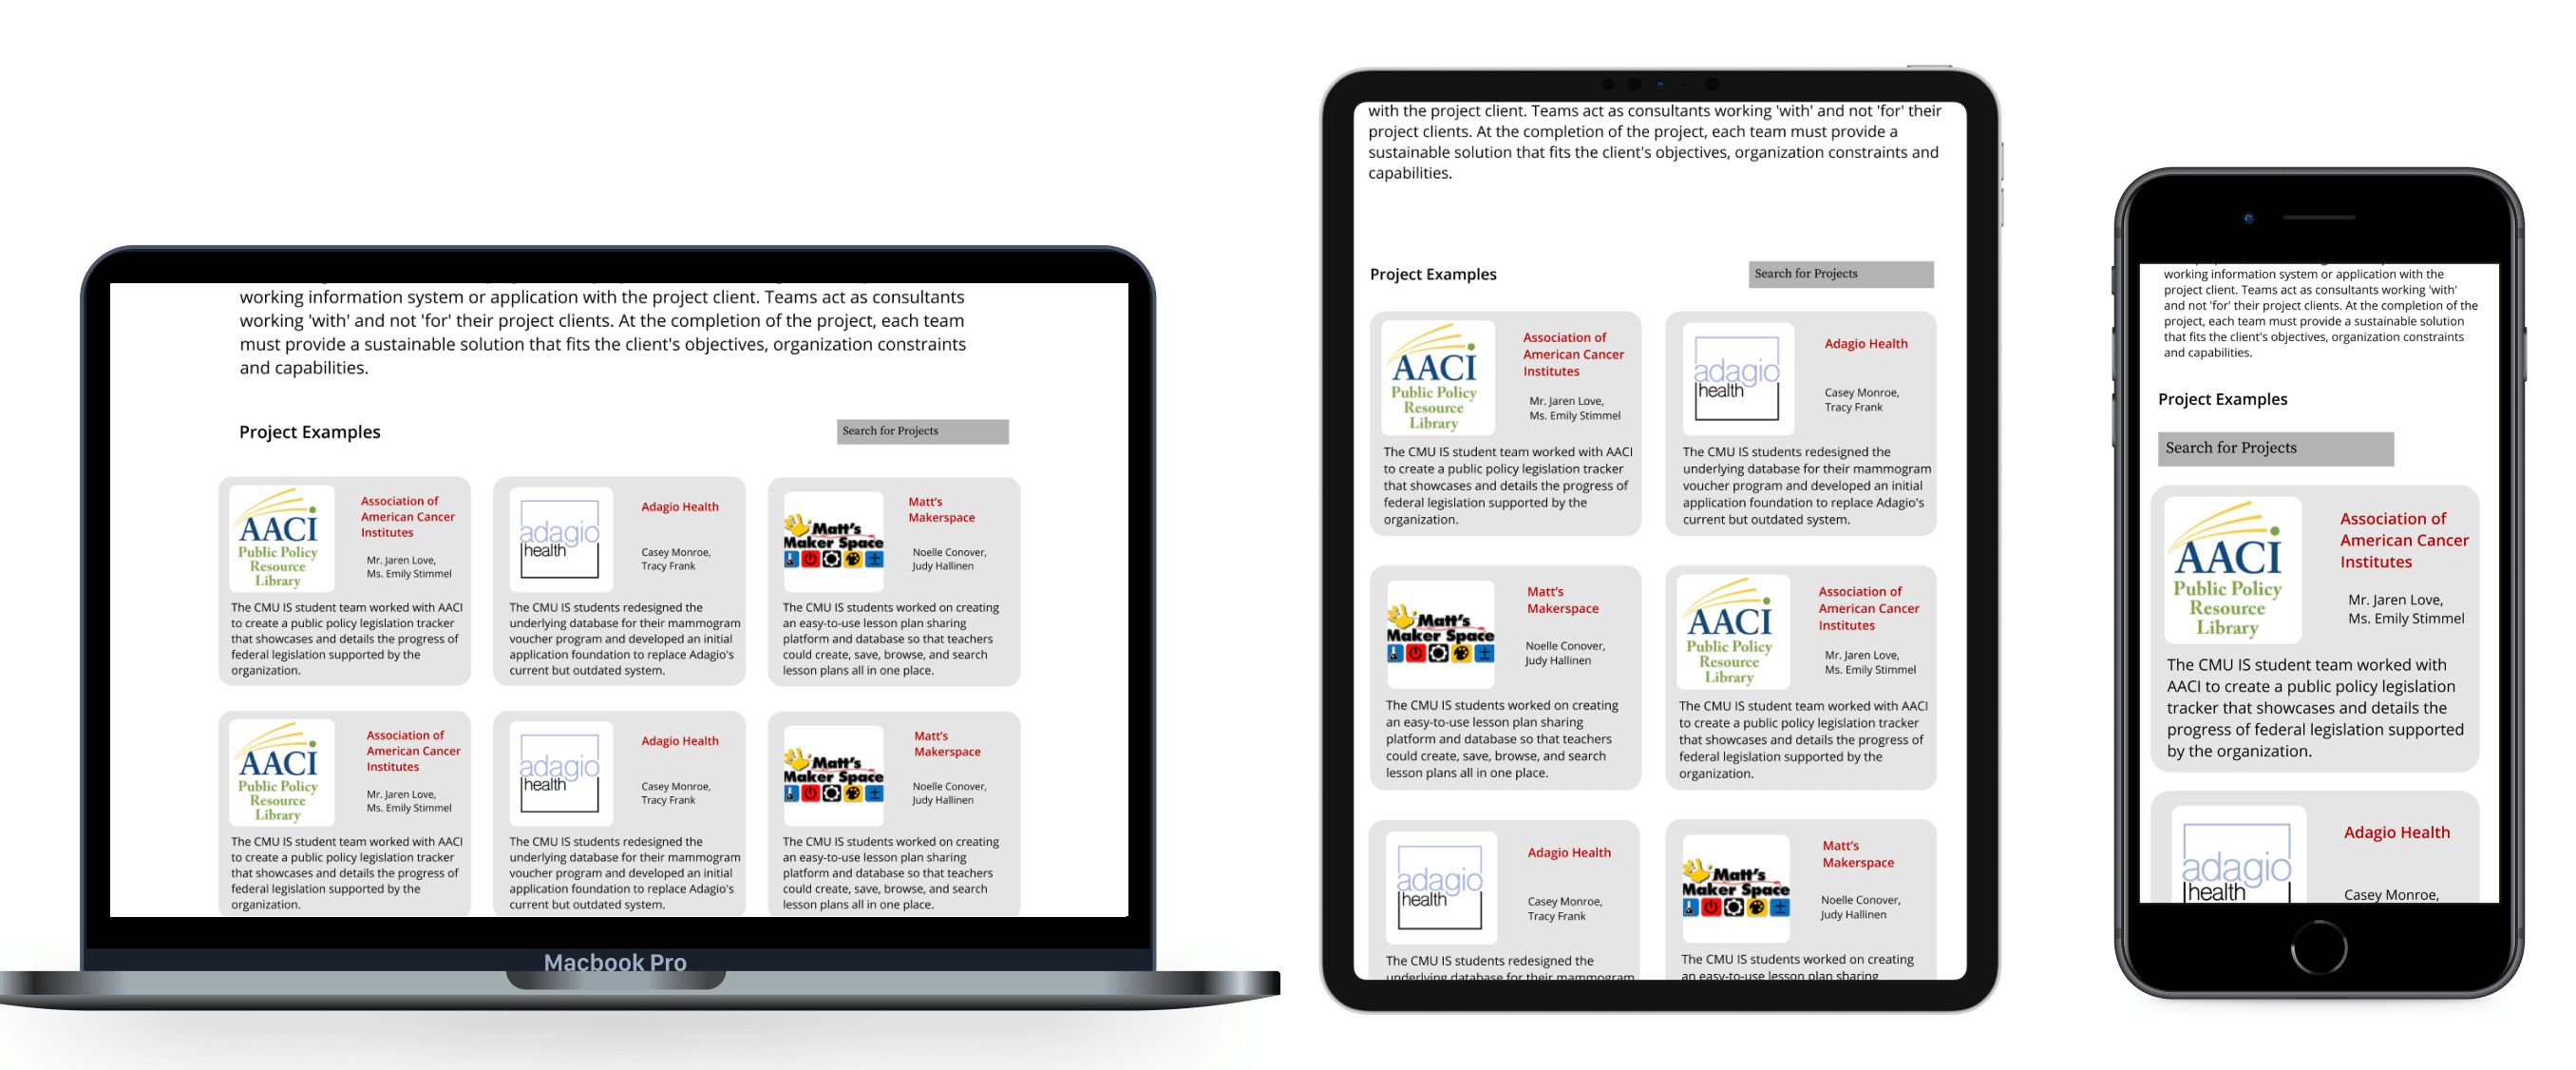 working information system or application with the project client. Teams act as consultants
working 'with' and not 'for' their project clients. At the completion of the project, each team
must provide a sustainable solution that fits the client's objectives, organization constraints
and capabilities.
Project Examples
Search for Projects
AACI
Public Policy
Resource
Library
Association of
American Cancer
Institutes
Mr. Jaren Love,
Ms. Emily Stimmel
The CMU IS student team worked with AACI
to create a public policy legislation tracker
that showcases and details the progress of
federal legislation supported by the
organization.
adagio
health
Adagio Health
Casey Monroe,
Tracy Frank
The CMU IS students redesigned the
underlying database for their mammogram
voucher program and developed an initial
application foundation to replace Adagio's
current but outdated system.
Matt's
Maker Space
Matt's
Makerspace
Noelle Conover,
Judy Hallinen
The CMU IS students worked on creating
an easy-to-use lesson plan sharing
platform and database so that teachers
could create, save, browse, and search
lesson plans all in one place.
AACI
Public Policy
Resource
Library
Association of
American Cancer
Institutes
Mr. Jaren Love,
Ms. Emily Stimmel
The CMU IS student team worked with AACI
to create a public policy legislation tracker
that showcases and details the progress of
federal legislation supported by the
organization.
adagio
health
Adagio Health
Casey Monroe,
Tracy Frank
The CMU IS students redesigned the
underlying database for their mammogram
voucher program and developed an initial
application foundation to replace Adagio's
current but outdated system.
Matt's
Maker Space
Matt's
Makerspace
Noelle Conover,
Judy Hallinen
The CMU IS students worked on creating
an easy-to-use lesson plan sharing
platform and database so that teachers
could create, save, browse, and search
lesson plans all in one place.
Macbook Pro
with the project client. Teams act as consultants working 'with' and not 'for' their
project clients. At the completion of the project, each team must provide a
sustainable solution that fits the client's objectives, organization constraints and
capabilities.
Project Examples
Search for Projects
AACI
Public Policy
Resource
Library
Association of
American Cancer
Institutes
Mr. Jaren Love,
Ms. Emily Stimmel
The CMU IS student team worked with AACI
to create a public policy legislation tracker
that showcases and details the progress of
federal legislation supported by the
organization.
adagio
health
Adagio Health
Casey Monroe,
Tracy Frank
The CMU IS students redesigned the
underlying database for their mammogram
voucher program and developed an initial
application foundation to replace Adagio's
current but outdated system.
Matt's
Maker Space
Matt's
Makerspace
Noelle Conover,
Judy Hallinen
The CMU IS students worked on creating
an easy-to-use lesson plan sharing
platform and database so that teachers
could create, save, browse, and search
lesson plans all in one place.
AACI
Public Policy
Resource
Library
Association of
American Cancer
Institutes
Mr. Jaren Love,
Ms. Emily Stimmel
The CMU IS student team worked with AACI
to create a public policy legislation tracker
that showcases and details the progress of
federal legislation supported by the
organization.
adagio
health
Adagio Health
Casey Monroe,
Tracy Frank
The CMU IS students redesigned the
underlying database for their mammogram
Matt's
Maker Space
Matt's
Makerspace
Noelle Conover,
Judy Hallinen
The CMU IS students worked on creating
an easy-to-use lesson plan sharing
working information system or application with the
project client. Teams act as consultants working 'with'
and not 'for' their project clients. At the completion of the
project, each team must provide a sustainable solution
that fits the client's objectives, organization constraints
and capabilities.
Project Examples
Search for Projects
AACI
Public Policy
Resource
Library
Association of
American Cancer
Institutes
Mr. Jaren Love,
Ms. Emily Stimmel
The CMU IS student team worked with
AACI to create a public policy legislation
tracker that showcases and details the
progress of federal legislation supported
by the organization.
adagio
health
Adagio Health
Casey Monroe,